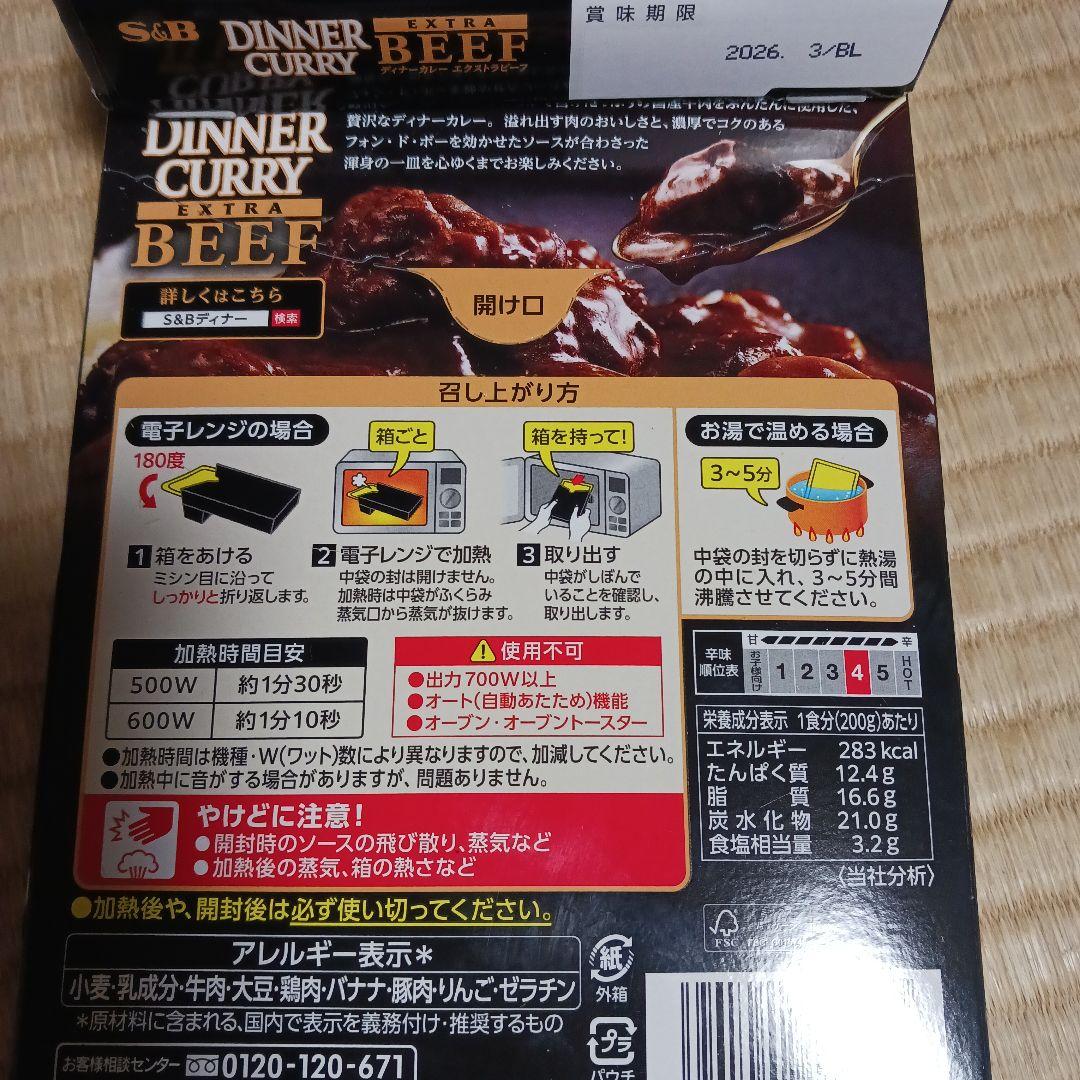 S&B DINNER CURRY EXTRA BEEF
ディナーカレー エクストラビーフ
賞味期限
2026. 3/BL
DINNER
CURRY
EXTRA
BEEF
贅沢なディナーカレー。溢れ出す肉のおいしさと、濃厚でコクのある
フォン・ド・ボーを効かせたソースが合わさった
渾身の一皿を心ゆくまでお楽しみください。
詳しくはこちら
S&Bディナー 検索
開け口
召し上がり方
電子レンジの場合
180度
箱ごと
箱を持って!
1 箱をあける
ミシン目に沿って
しっかりと折り返します。
2 電子レンジで加熱
中袋の封は開けません。
加熱時は中袋がふくらみ
蒸気口から蒸気が抜けます。
3 取り出す
中袋がしぼんで
いることを確認し、
取り出します。
お湯で温める場合
3~5分
中袋の封を切らずに熱湯
の中に入れ、3~5分間
沸騰させてください。
加熱時間目安
500W 約1分30秒
600W 約1分10秒
使用不可
●出力700W以上
●オート(自動あたため)機能
●オーブン・オーブントースター
●加熱時間は機種・W(ワット)数により異なりますので、加減してください。
●加熱中に音がする場合がありますが、問題ありません。
やけどに注意!
●開封時のソースの飛び散り、蒸気など
●加熱後の蒸気、箱の熱さなど
辛味
順位表
甘 辛
お子様向け 1 2 3 4 5 HOT
栄養成分表示 1食分(200g)あたり
エネルギー 283kcal
たんぱく質 12.4g
脂質 16.6g
炭水化物 21.0g
食塩相当量 3.2g
〈当社分析〉
●加熱後や、開封後は必ず使い切ってください。
アレルギー表示*
小麦・乳成分・牛肉・大豆・鶏肉・バナナ・豚肉・りんご・ゼラチン
*原材料に含まれる、国内で表示を義務付け・推奨するもの
お客様相談センター 0120-120-671
紙
外箱
プラ
パウチ
FSC